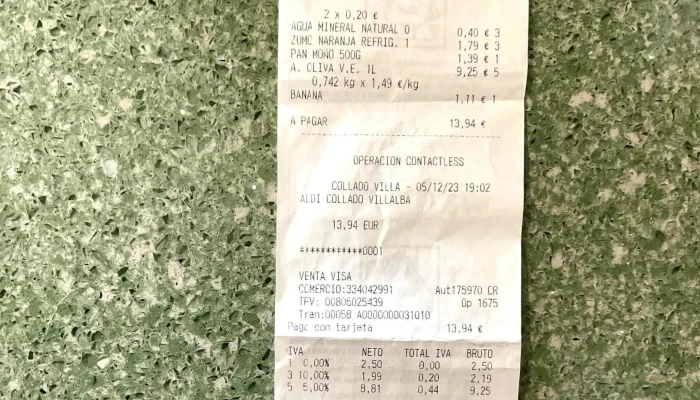 2 x 0,20 €
AGUA MINERAL NATURAL 0 0,40 € 3
ZUMO NARANJA REFRIG. 1 1,79 € 3
PAN MONO 500G 1,39 € 1
A. OLIVA V.E. 1L 9,25 € 5
0,742 kg x 1,49 €/kg
BANANA 1,11 € 1
A PAGAR 13,94 €
OPERACION CONTACTLESS
COLLADO VILLA - 05/12/23 19:02
ALDI COLLADO VILLALBA
13,94 EUR
************0001
VENTA VISA
COMERCIO:334042991 Aut175970 CR
TPV: 00806025439 Op 1675
Tran:00058 A0000000031010
Pago con tarjeta 13,94 €
IVA NETO TOTAL IVA BRUTO
1 0,00% 2,50 0,00 2,50
3 10,00% 1,99 0,20 2,19
5 5,00% 8,81 0,44 9,25